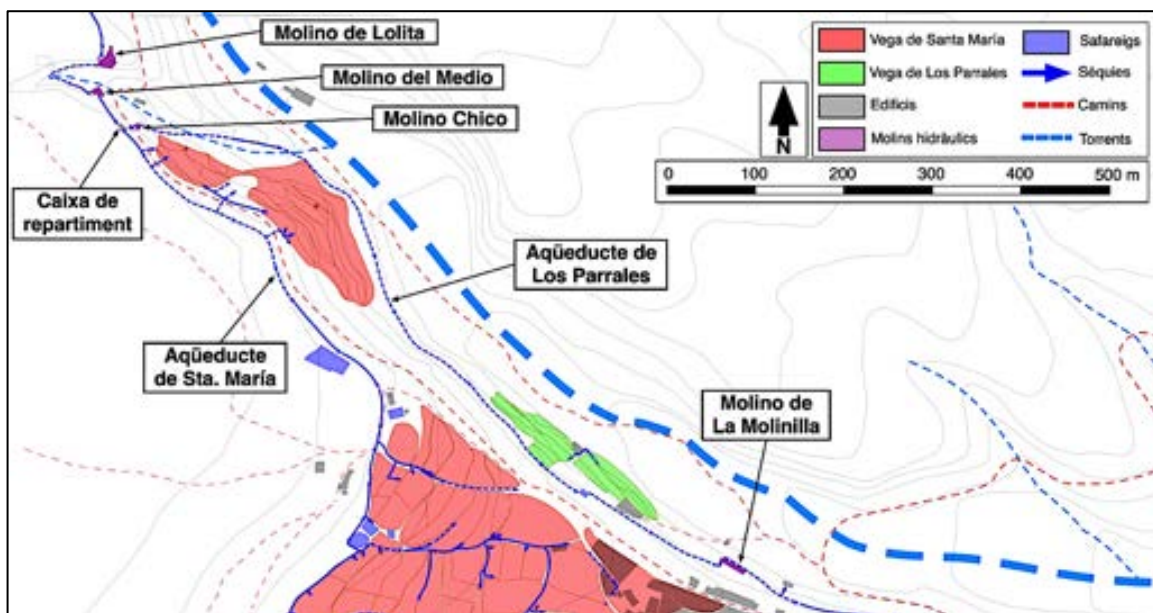 Molino de Lolita
Molino del Medio
Molino Chico
Caixa de
repartiment
Aqüeducte de
Los Parrales
Aqüeducte
de Sta. María
Molino de
La Molinilla
N
Vega de Santa María
Vega de Los Parrales
Edificis
Molins hidràulics
Safareigs
Séquies
Camins
Torrents
0 100 200 300 400 500 m